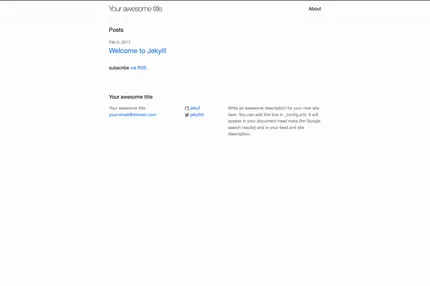 Your awesome title
About
Posts
Feb 6, 2017
Welcome to Jekyll!
subscribe via RSS
Your awesome title
Your awesome title
your-email@domain.com
jekyll
jekyllrb
Write an awesome description for your new site
here. You can edit this line in _config.yml. It will
appear in your document head meta (for Google
search results) and in your feed.xml site
description.